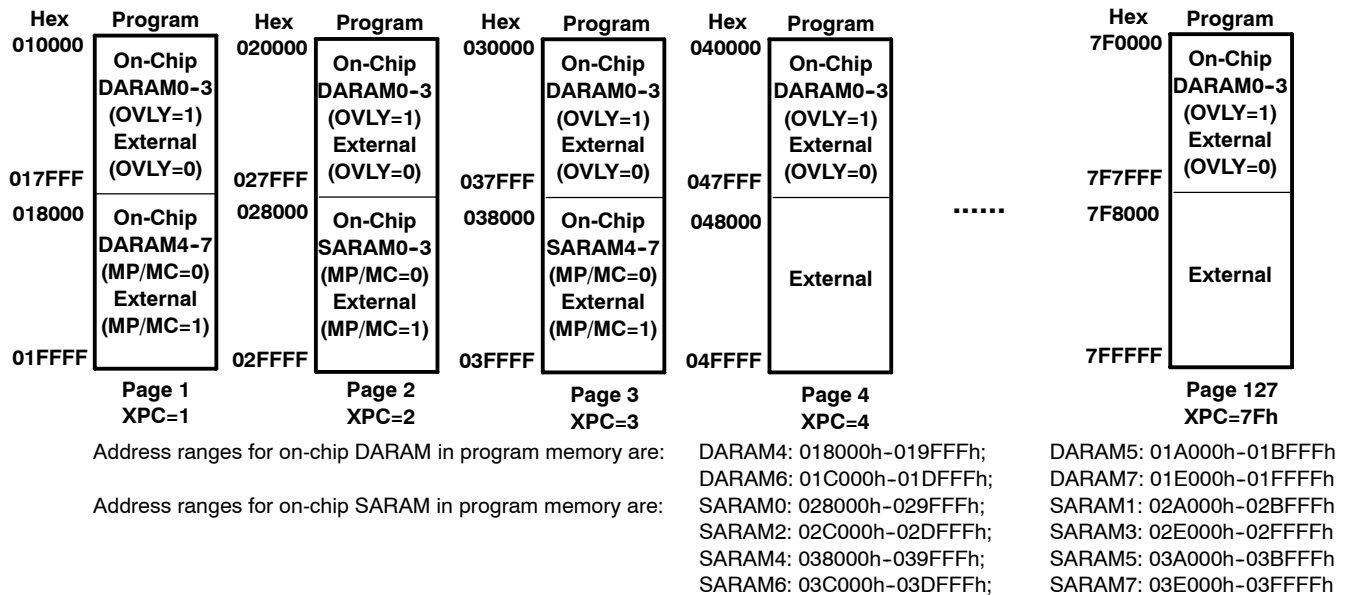 Hex Program
010000
On-Chip
DARAM0-3
(OVLY=1)
External
(OVLY=0)
017FFF
018000
On-Chip
DARAM4-7
(MP/MC=0)
External
(MP/MC=1)
01FFFF
Page 1
XPC=1
Hex Program
020000
On-Chip
DARAM0-3
(OVLY=1)
External
(OVLY=0)
027FFF
028000
On-Chip
SARAM0-3
(MP/MC=0)
External
(MP/MC=1)
02FFFF
Page 2
XPC=2
Hex Program
030000
On-Chip
DARAM0-3
(OVLY=1)
External
(OVLY=0)
037FFF
038000
On-Chip
SARAM4-7
(MP/MC=0)
External
(MP/MC=1)
03FFFF
Page 3
XPC=3
Hex Program
040000
On-Chip
DARAM0-3
(OVLY=1)
External
(OVLY=0)
047FFF
048000
External
04FFFF
Page 4
XPC=4
......
Hex Program
7F0000
On-Chip
DARAM0-3
(OVLY=1)
External
(OVLY=0)
7F7FFF
7F8000
External
7FFFFF
Page 127
XPC=7Fh
Address ranges for on-chip DARAM in program memory are: DARAM4: 018000h-019FFFh; DARAM5: 01A000h-01BFFFh
DARAM6: 01C000h-01DFFFh; DARAM7: 01E000h-01FFFFh
Address ranges for on-chip SARAM in program memory are: SARAM0: 028000h-029FFFh; SARAM1: 02A000h-02BFFFh
SARAM2: 02C000h-02DFFFh; SARAM3: 02E000h-02FFFFh
SARAM4: 038000h-039FFFh; SARAM5: 03A000h-03BFFFh
SARAM6: 03C000h-03DFFFh; SARAM7: 03E000h-03FFFFh